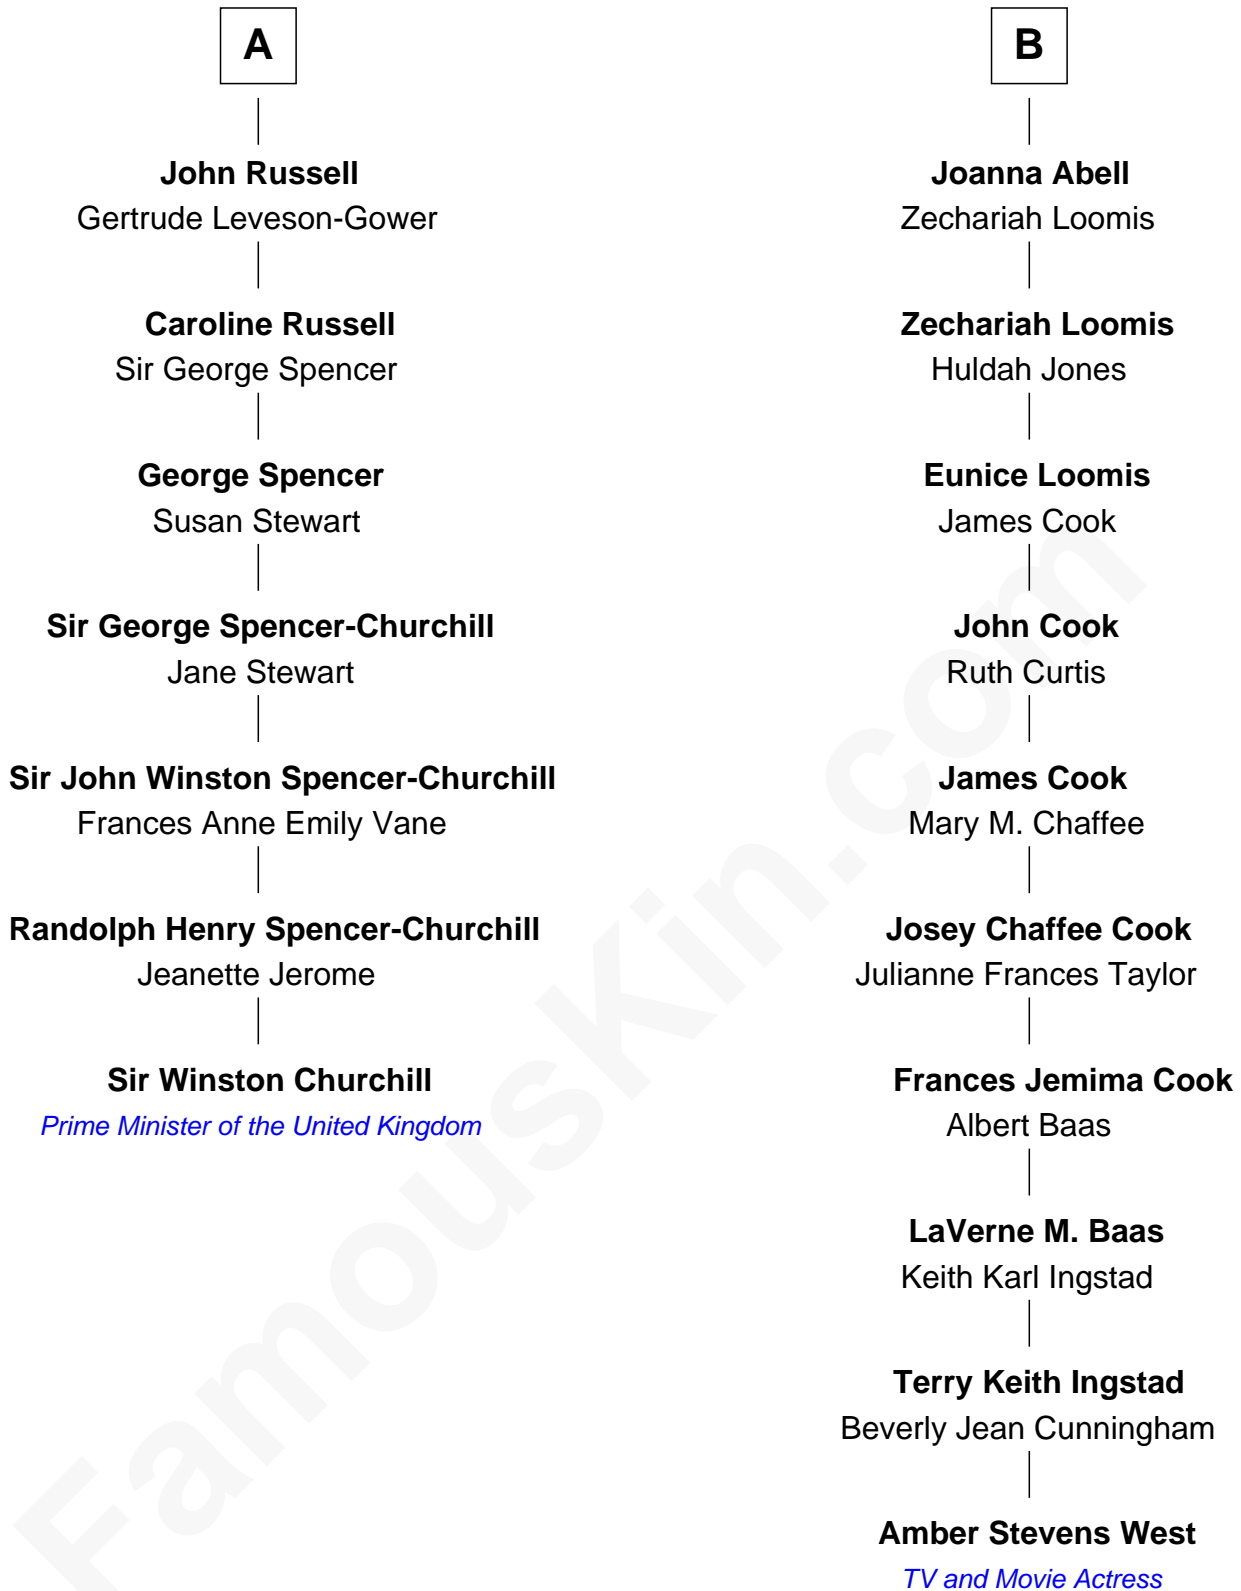 A
John Russell
Gertrude Leveson-Gower
Caroline Russell
Sir George Spencer
George Spencer
Susan Stewart
Sir George Spencer-Churchill
Jane Stewart
Sir John Winston Spencer-Churchill
Frances Anne Emily Vane
Randolph Henry Spencer-Churchill
Jeanette Jerome
Sir Winston Churchill
Prime Minister of the United Kingdom
B
Joanna Abell
Zechariah Loomis
Zechariah Loomis
Huldah Jones
Eunice Loomis
James Cook
John Cook
Ruth Curtis
James Cook
Mary M. Chaffee
Josey Chaffee Cook
Julianne Frances Taylor
Frances Jemima Cook
Albert Baas
LaVerne M. Baas
Keith Karl Ingstad
Terry Keith Ingstad
Beverly Jean Cunningham
Amber Stevens West
TV and Movie Actress
FamousKin.com